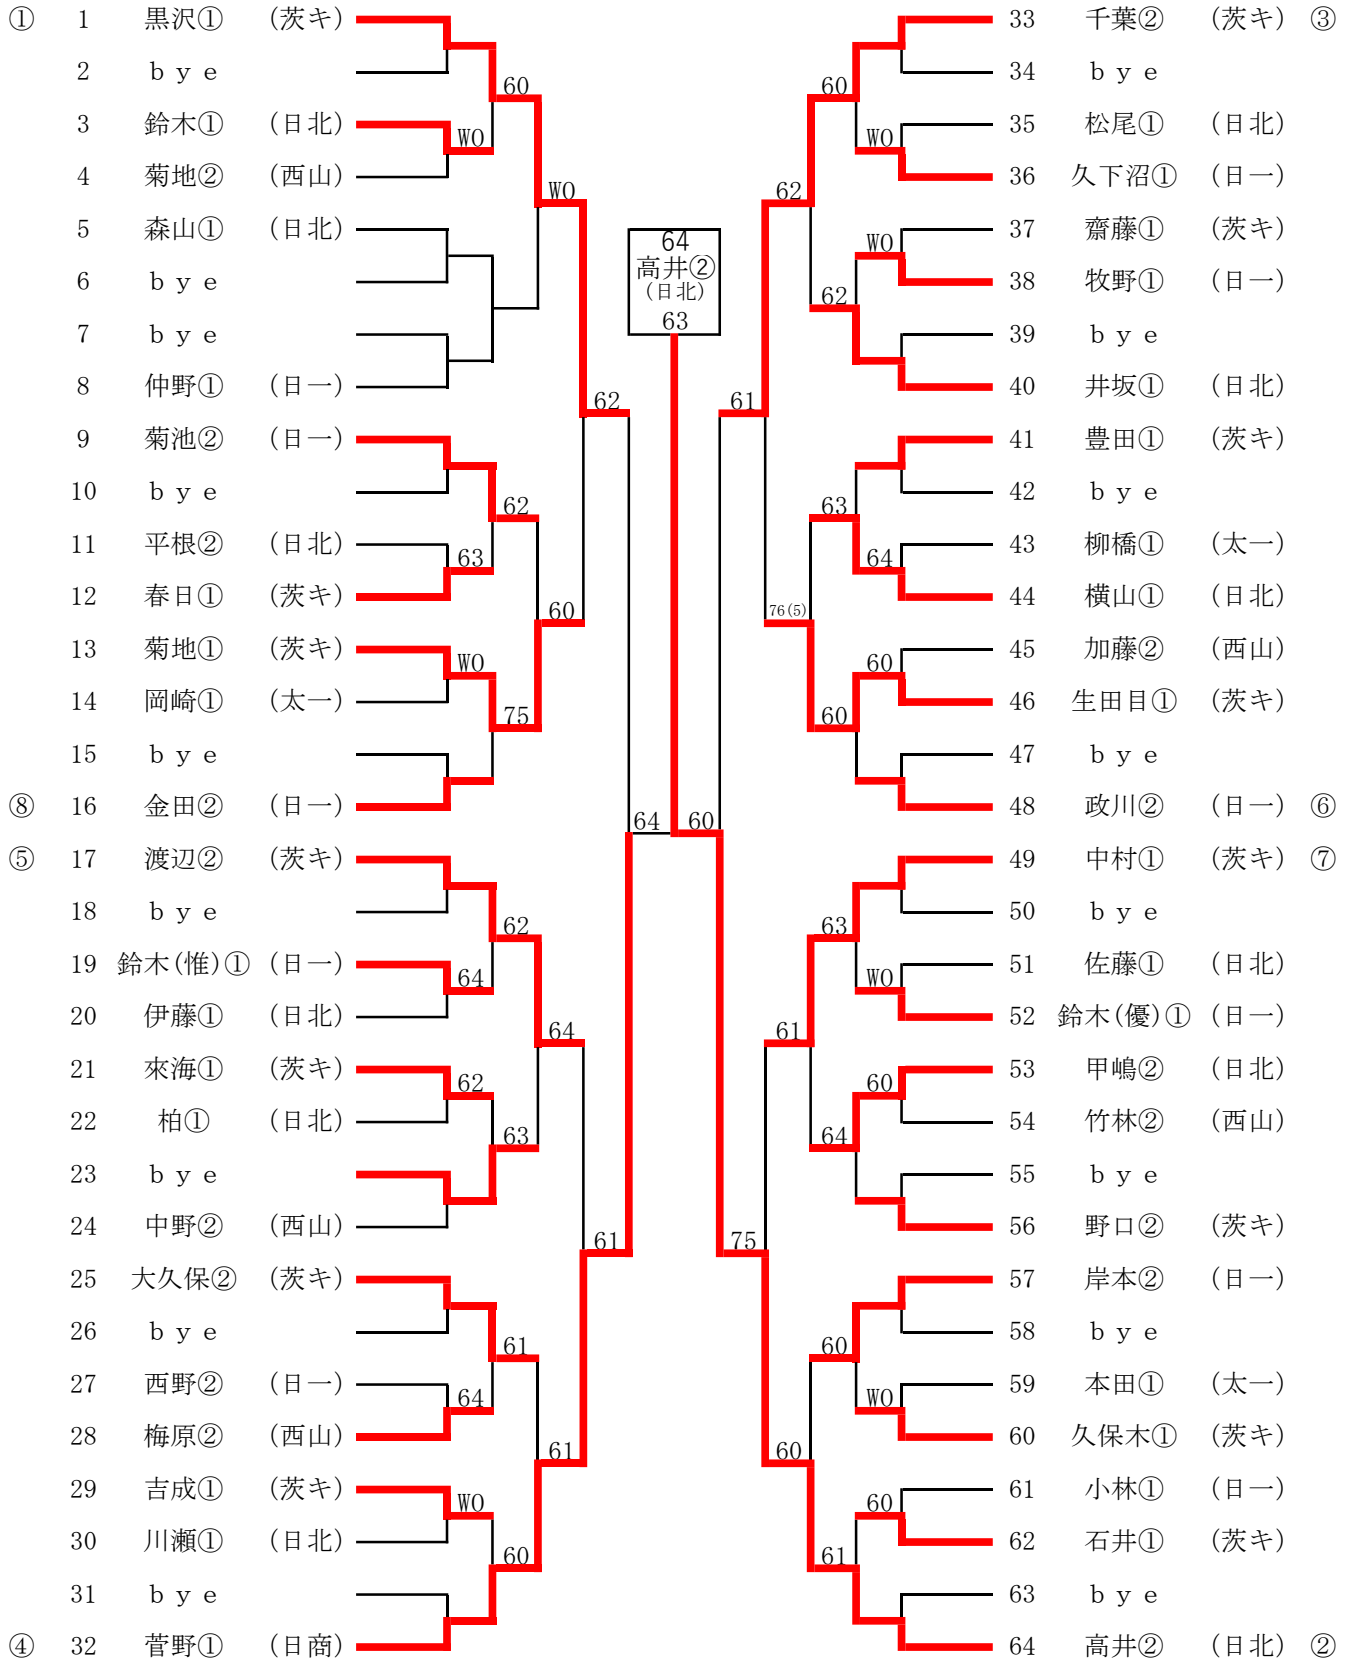 ① 1 黒沢① (茨キ)
2 ｂｙｅ
60
3 鈴木① (日北)
WO
4 菊地② (西山)
WO
5 森山① (日北)
6 ｂｙｅ
7 ｂｙｅ
8 仲野① (日一)
62
9 菊池② (日一)
10 ｂｙｅ
62
11 平根② (日北)
63
12 春日① (茨キ)
60
13 菊地① (茨キ)
WO
14 岡崎① (太一)
75
15 ｂｙｅ
⑧ 16 金田② (日一)
64
⑤ 17 渡辺② (茨キ)
18 ｂｙｅ
62
19 鈴木(惟)① (日一)
64
20 伊藤① (日北)
64
21 來海① (茨キ)
62
22 柏① (日北)
63
23 ｂｙｅ
24 中野② (西山)
61
25 大久保② (茨キ)
26 ｂｙｅ
61
27 西野② (日一)
64
28 梅原② (西山)
61
29 吉成① (茨キ)
WO
30 川瀬① (日北)
60
31 ｂｙｅ
④ 32 菅野① (日商)
64
高井②
(日北)
63
33 千葉② (茨キ) ③
34 ｂｙｅ
60
35 松尾① (日北)
WO
36 久下沼① (日一)
62
37 齋藤① (茨キ)
WO
38 牧野① (日一)
62
39 ｂｙｅ
40 井坂① (日北)
61
41 豊田① (茨キ)
42 ｂｙｅ
63
43 柳橋① (太一)
64
44 横山① (日北)
76(5)
45 加藤② (西山)
60
46 生田目① (茨キ)
60
47 ｂｙｅ
48 政川② (日一) ⑥
60
49 中村① (茨キ) ⑦
50 ｂｙｅ
63
51 佐藤① (日北)
WO
52 鈴木(優)① (日一)
61
53 甲嶋② (日北)
60
54 竹林② (西山)
64
55 ｂｙｅ
56 野口② (茨キ)
75
57 岸本② (日一)
58 ｂｙｅ
60
59 本田① (太一)
WO
60 久保木① (茨キ)
60
61 小林① (日一)
60
62 石井① (茨キ)
61
63 ｂｙｅ
64 高井② (日北) ②